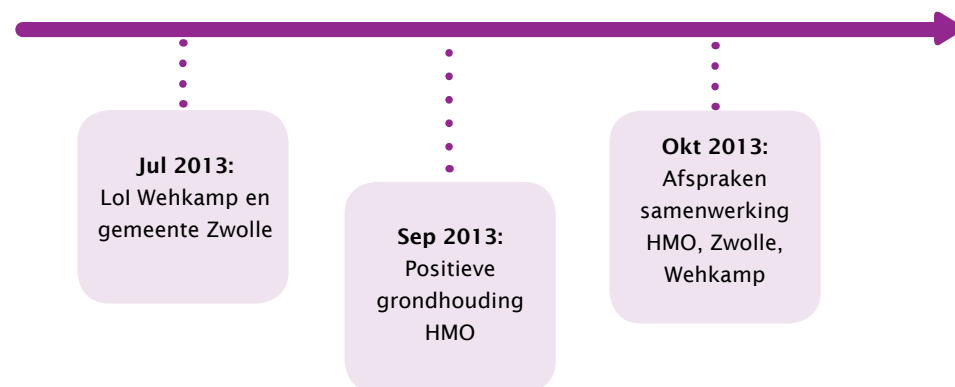 Jul 2013:
LoI Wehkamp en
gemeente Zwolle
Sep 2013:
Positieve
grondhouding
HMO
Okt 2013:
Afspraken
samenwerking
HMO, Zwolle,
Wehkamp